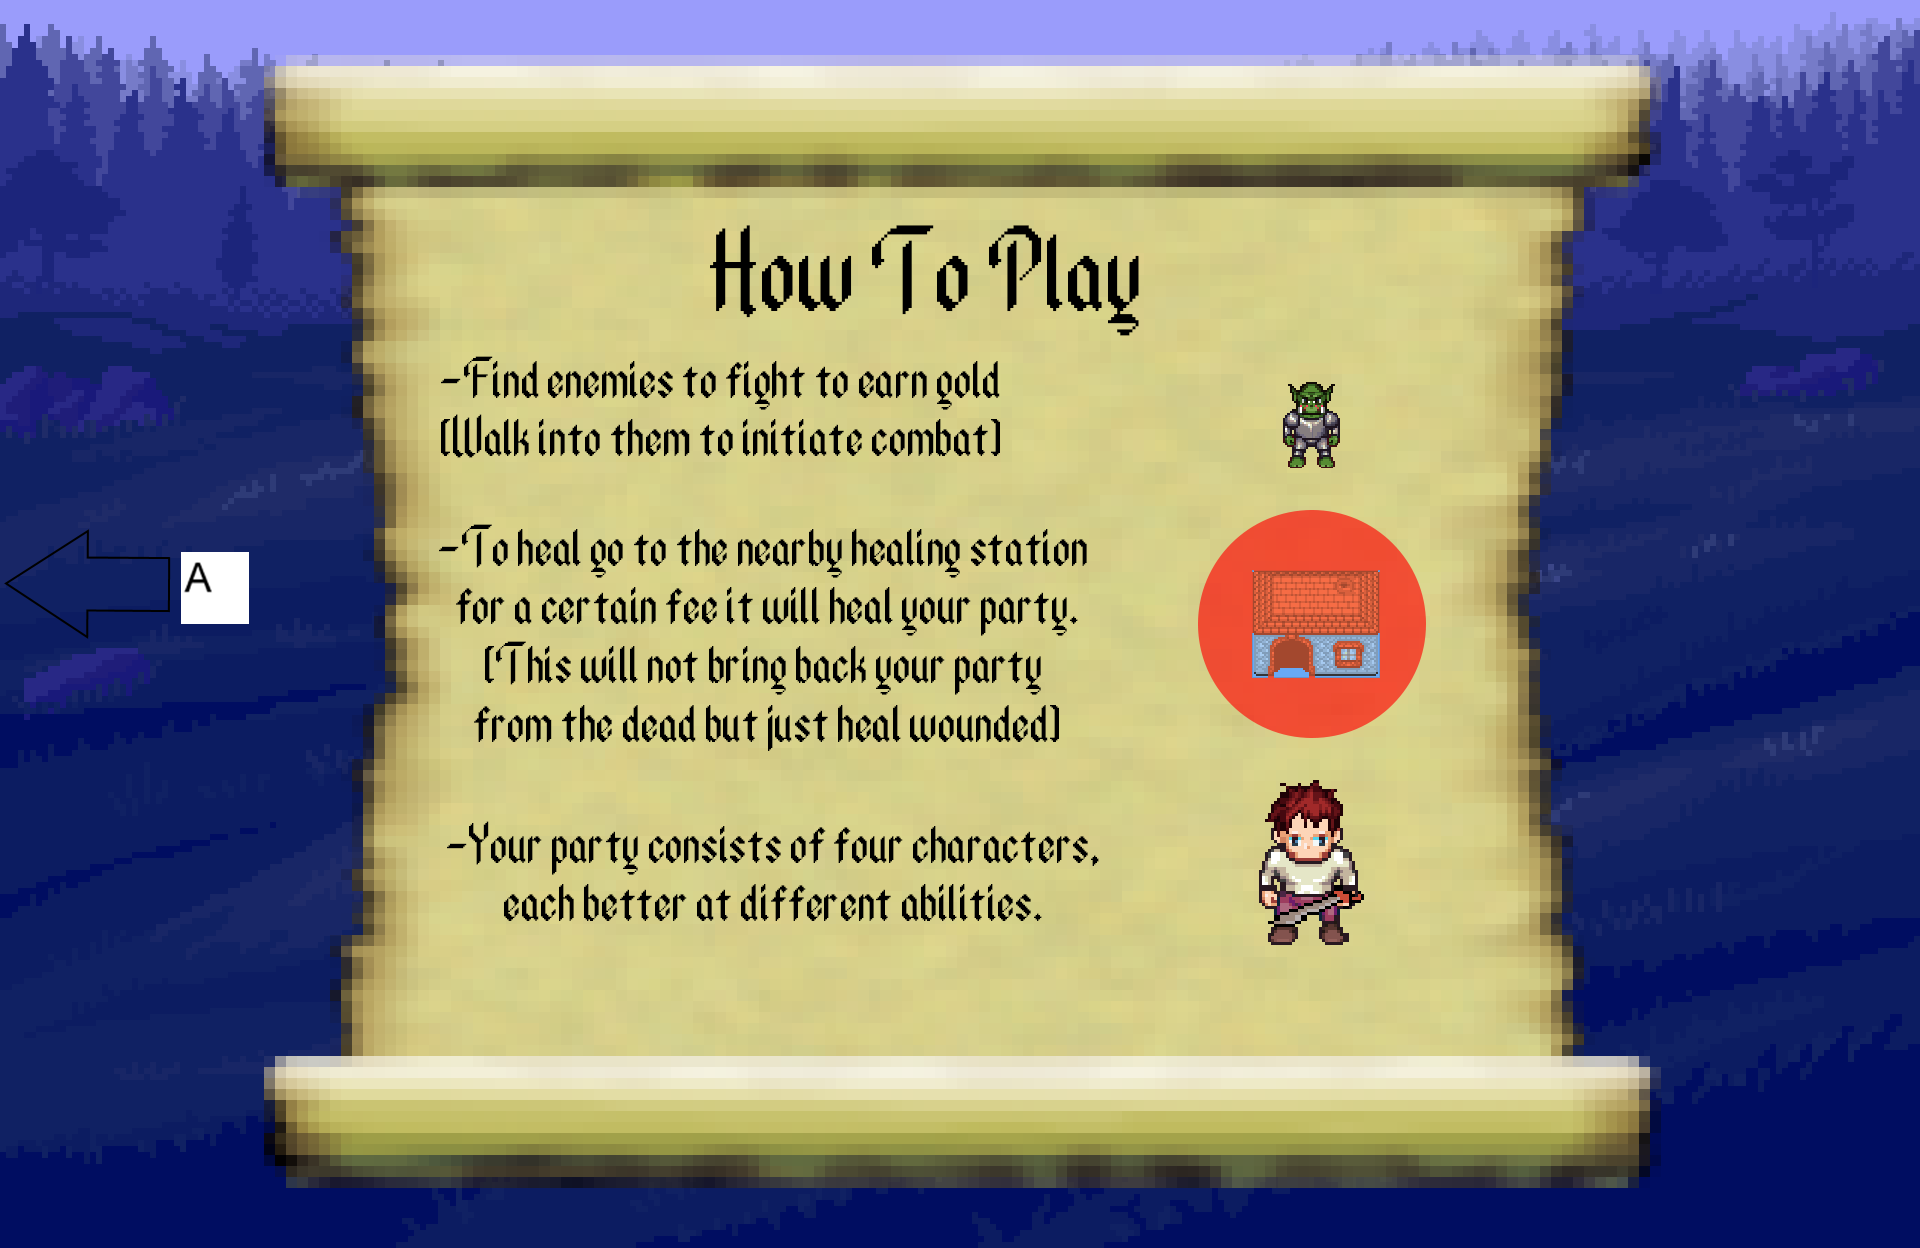 How To Play
-Find enemies to fight to earn gold
(Walk into them to initiate combat)
-To heal go to the nearby healing station
for a certain fee it will heal your party.
(This will not bring back your party
from the dead but just heal wounded)
-Your party consists of four characters,
each better at different abilities.
A